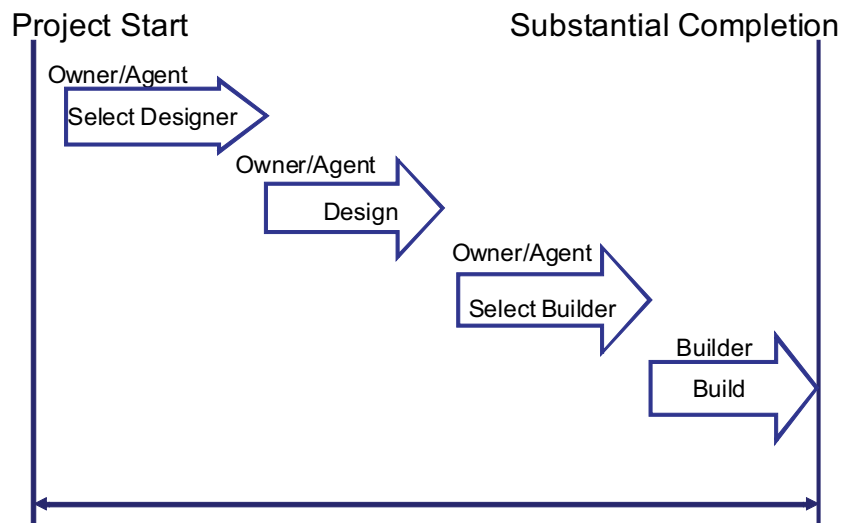 Project Start
Substantial Completion
Owner/Agent
Select Designer
Owner/Agent
Design
Owner/Agent
Select Builder
Builder
Build